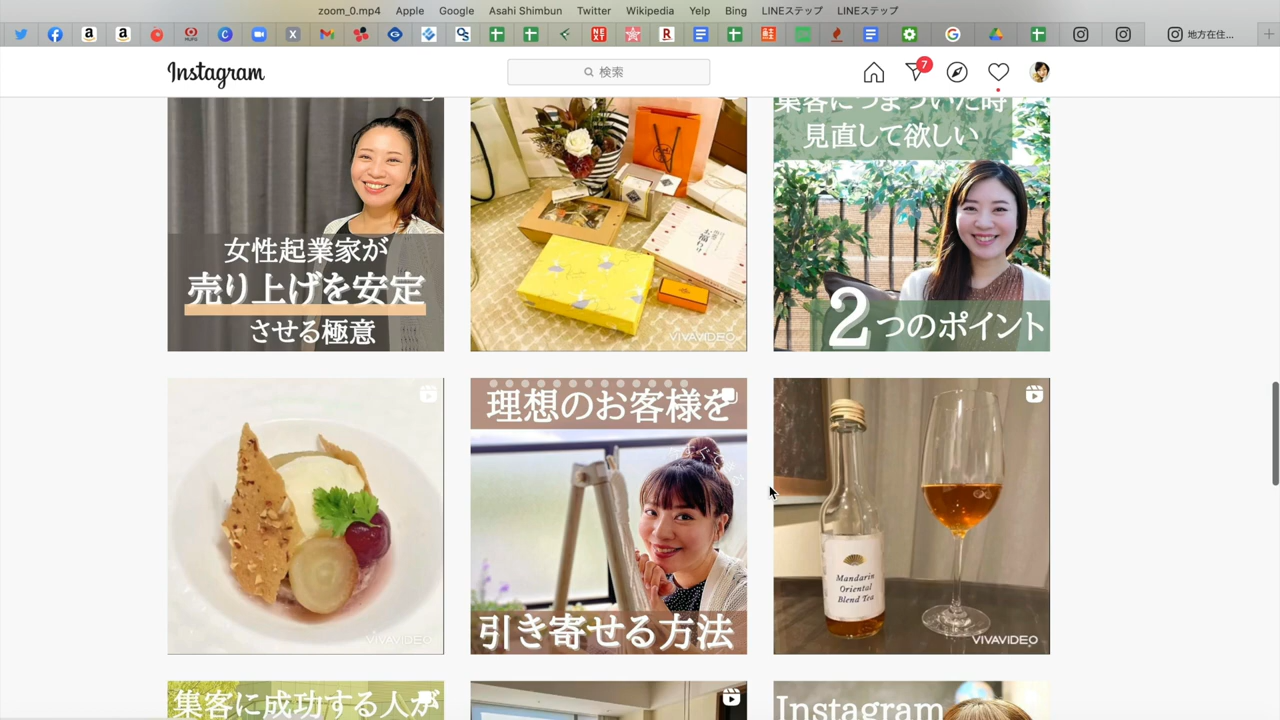 zoom_0.mp4 Apple Google Asahi Shimbun Twitter Wikipedia Yelp Bing LINEステップ LINEステップ
地方在住...
Instagram
検索
7
女性起業家が
売り上げを安定
させる極意
VIVAVIDEO
集客につまづいた時に
見直して欲しい
2つのポイント
VIVAVIDEO
理想のお客様を
引き寄せる方法
Mandarin
Oriental
Blend Tea
VIVAVIDEO
集客に成功する人が
Instagram